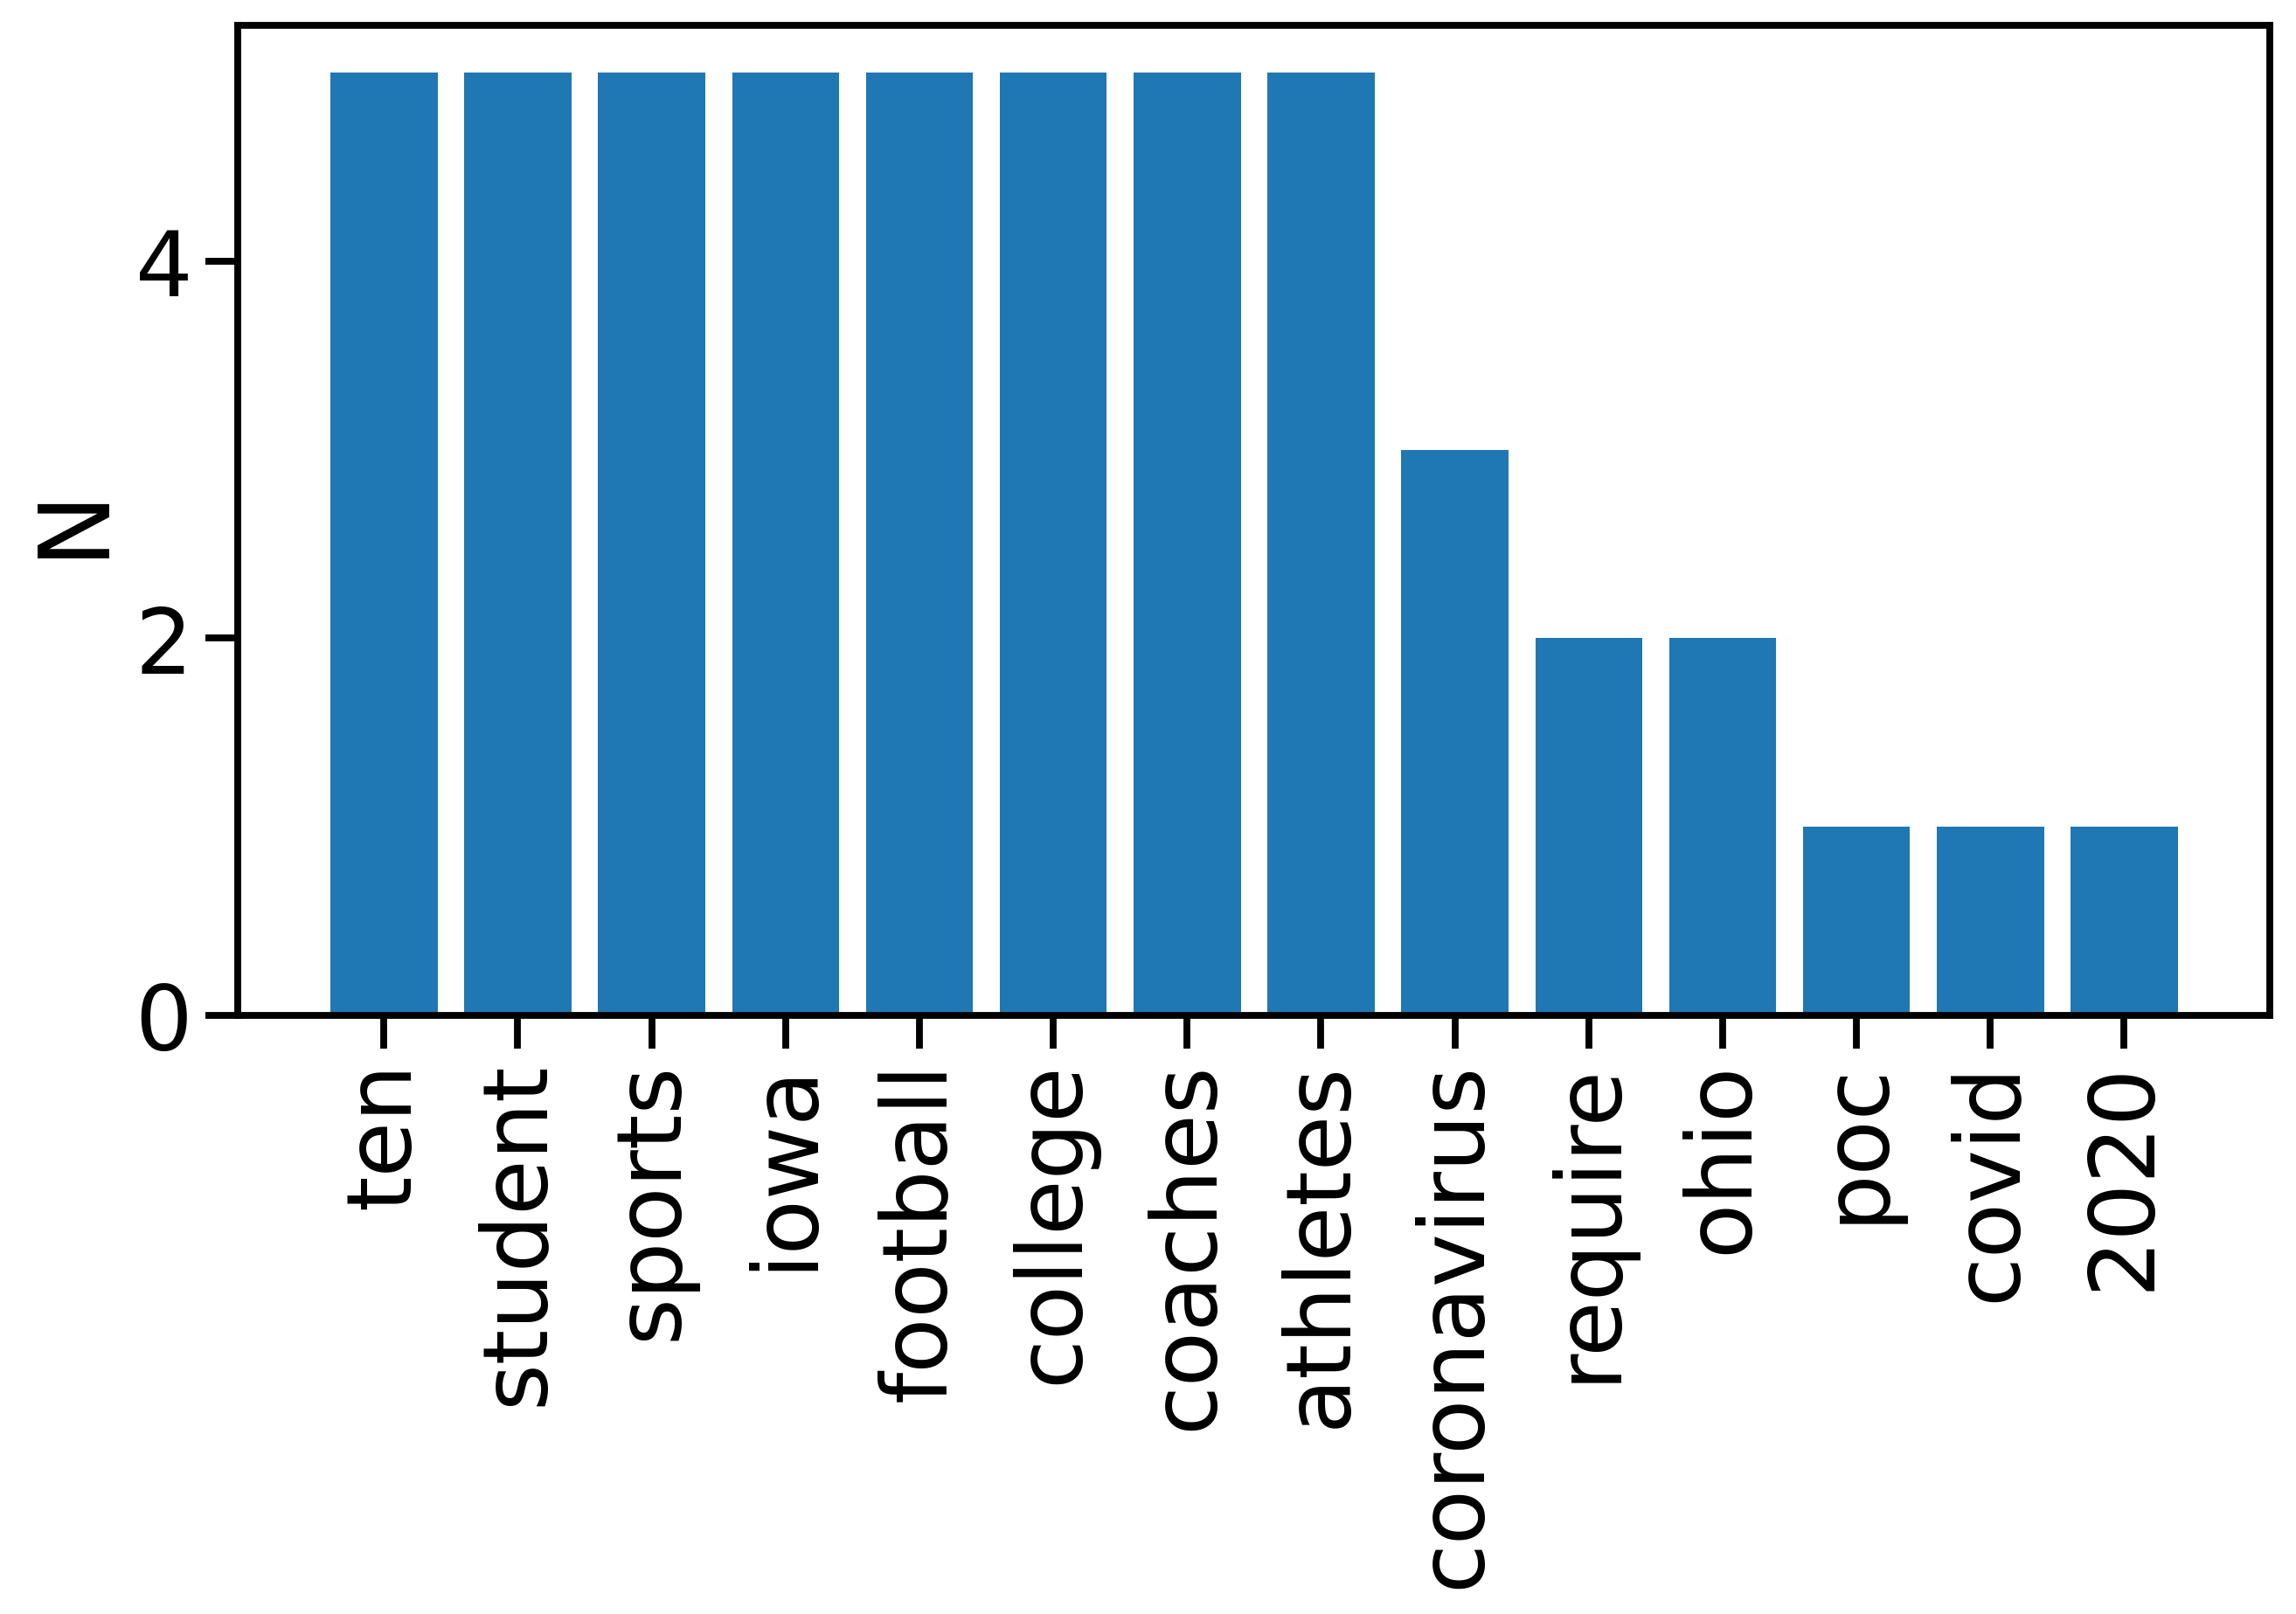 N
4
2
0
ten
student
sports
iowa
football
college
coaches
athletes
coronavirus
require
ohio
poc
covid
2020